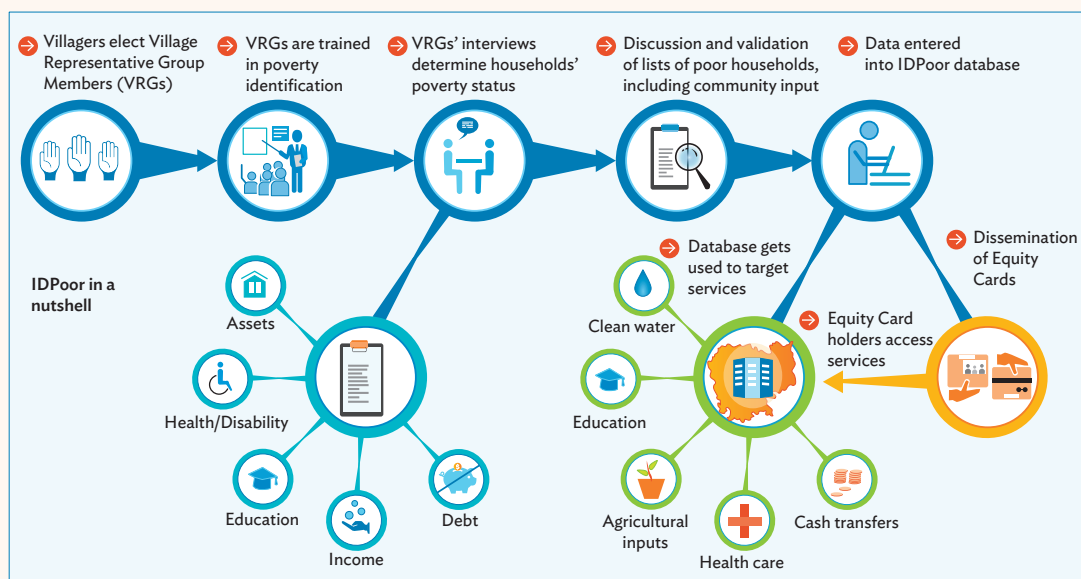 Villagers elect Village
Representative Group
Members (VRGs)
VRGs are trained
in poverty
identification
VRGs' interviews
determine households'
poverty status
Discussion and validation
of lists of poor households,
including community input
Data entered
into IDPoor database
IDPoor in a
nutshell
Assets
Health/Disability
Education
Income
Debt
Database gets
used to target
services
Clean water
Education
Agricultural
inputs
Health care
Cash transfers
Equity Card
holders access
services
Dissemination
of Equity
Cards